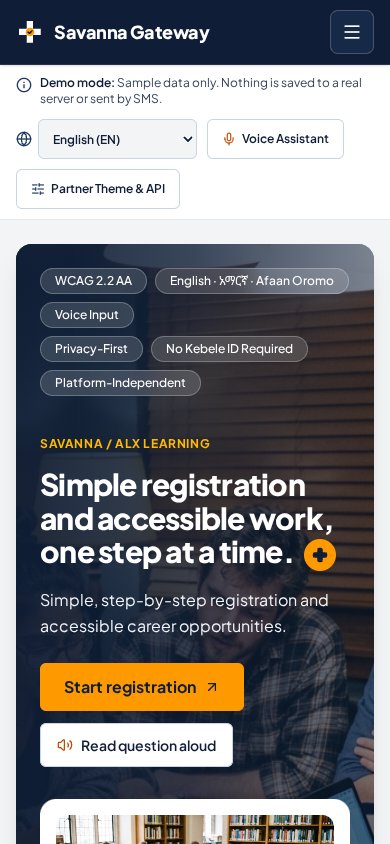 Savanna Gateway
Demo mode: Sample data only. Nothing is saved to a real
server or sent by SMS.
English (EN)
Voice Assistant
Partner Theme & API
WCAG 2.2 AA
English · አማርኛ · Afaan Oromo
Voice Input
Privacy-First
No Kebele ID Required
Platform-Independent
SAVANNA / ALX LEARNING
Simple registration
and accessible work,
one step at a time.
Simple, step-by-step registration and
accessible career opportunities.
Start registration
Read question aloud